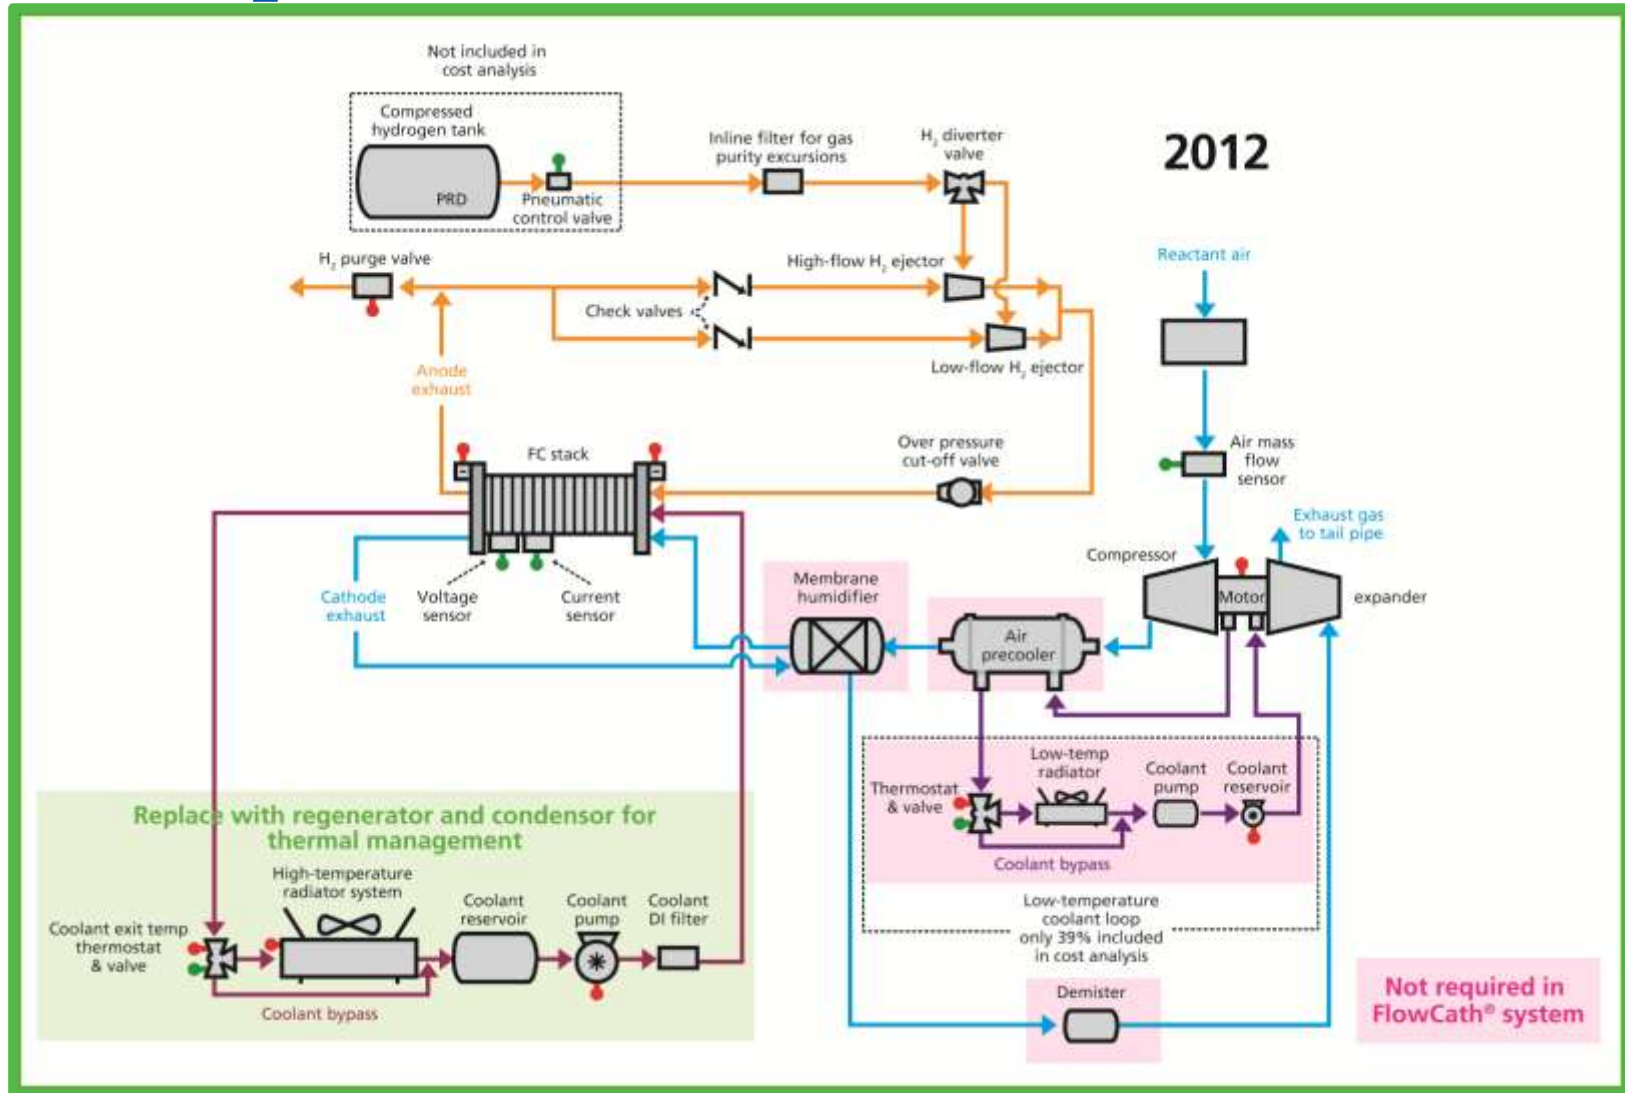 Not included in
cost analysis
Compressed
hydrogen tank
PRD
Pneumatic
control valve
Inline filter for gas
purity excursions
H₂ diverter
valve
2012
H₂ purge valve
High-flow H₂ ejector
Check valves
Low-flow H₂ ejector
Reactant air
Anode
exhaust
FC stack
Over pressure
cut-off valve
Air mass
flow
sensor
Exhaust gas
to tail pipe
Compressor
Motor
expander
Cathode
exhaust
Voltage
sensor
Current
sensor
Membrane
humidifier
Air
precooler
Thermostat
& valve
Low-temp
radiator
Coolant
pump
Coolant
reservoir
Coolant bypass
Low-temperature
coolant loop
only 39% included
in cost analysis
Replace with regenerator and condensor for
thermal management
High-temperature
radiator system
Coolant exit temp
thermostat
& valve
Coolant
reservoir
Coolant
pump
Coolant
DI filter
Coolant bypass
Demister
Not required in
FlowCath® system